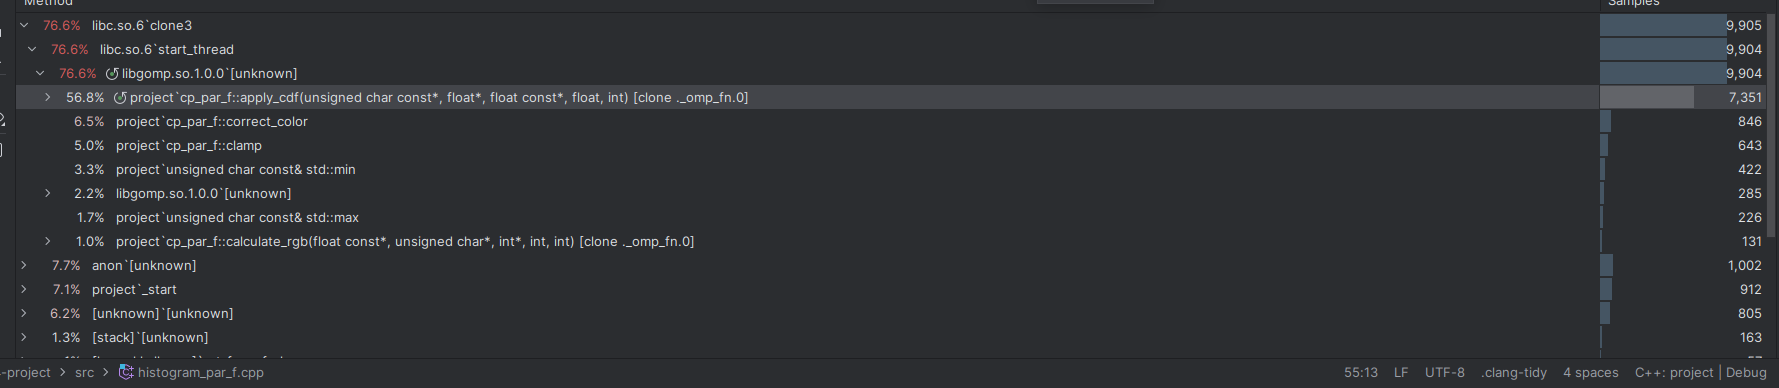 Method Samples
76.6% libc.so.6`clone3 9,905
76.6% libc.so.6`start_thread 9,904
76.6% libgomp.so.1.0.0`[unknown] 9,904
56.8% project`cp_par_f::apply_cdf(unsigned char const*, float*, float const*, float, int) [clone ._omp_fn.0] 7,351
6.5% project`cp_par_f::correct_color 846
5.0% project`cp_par_f::clamp 643
3.3% project`unsigned char const& std::min 422
2.2% libgomp.so.1.0.0`[unknown] 285
1.7% project`unsigned char const& std::max 226
1.0% project`cp_par_f::calculate_rgb(float const*, unsigned char*, int*, int, int) [clone ._omp_fn.0] 131
7.7% anon`[unknown] 1,002
7.1% project`_start 912
6.2% [unknown]`[unknown] 805
1.3% [stack]`[unknown] 163
-project > src > histogram_par_f.cpp 55:13 LF UTF-8 .clang-tidy 4 spaces C++: project | Debug